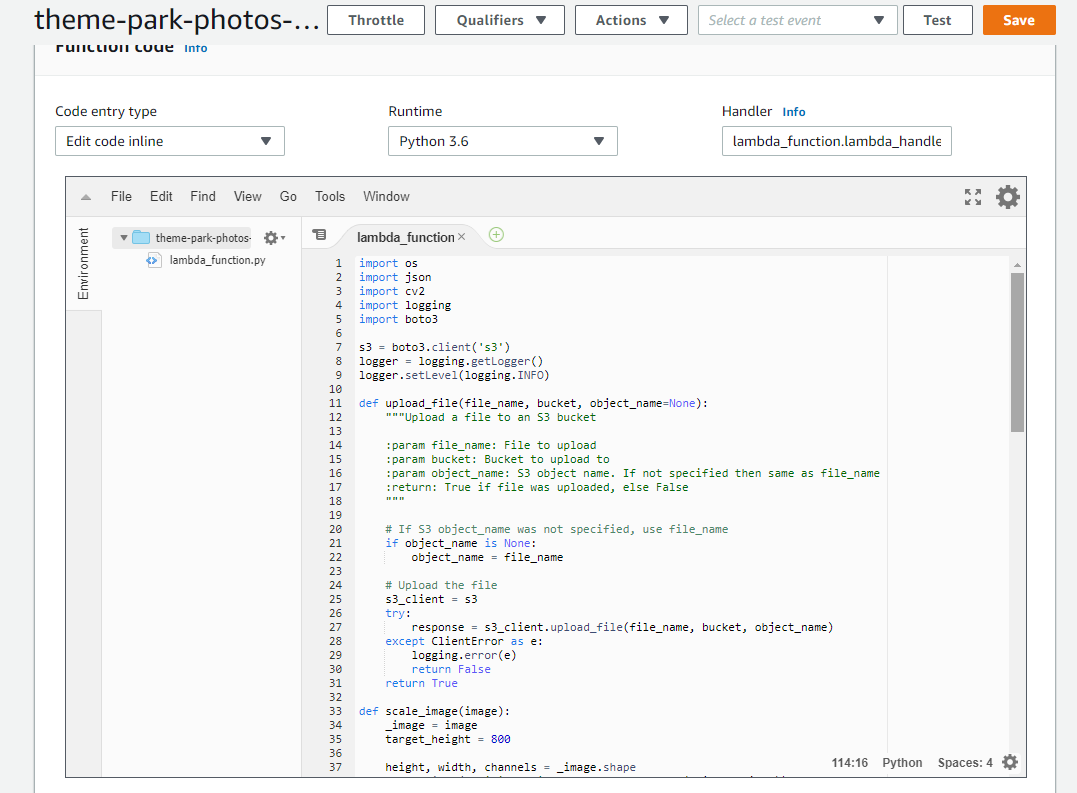 theme-park-photos-...
Throttle
Qualifiers
Actions
Select a test event
Test
Save
Function code Info
Code entry type
Runtime
Handler Info
Edit code inline
Python 3.6
lambda_function.lambda_handle
File Edit Find View Go Tools Window
Environment
theme-park-photos-
lambda_function.py
lambda_function
1 import os
2 import json
3 import cv2
4 import logging
5 import boto3
6
7 s3 = boto3.client('s3')
8 logger = logging.getLogger()
9 logger.setLevel(logging.INFO)
10
11 def upload_file(file_name, bucket, object_name=None):
12     """Upload a file to an S3 bucket
13
14     :param file_name: File to upload
15     :param bucket: Bucket to upload to
16     :param object_name: S3 object name. If not specified then same as file_name
17     :return: True if file was uploaded, else False
18     """
19
20     # If S3 object_name was not specified, use file_name
21     if object_name is None:
22         object_name = file_name
23
24     # Upload the file
25     s3_client = s3
26     try:
27         response = s3_client.upload_file(file_name, bucket, object_name)
28     except ClientError as e:
29         logging.error(e)
30         return False
31     return True
32
33 def scale_image(image):
34     _image = image
35     target_height = 800
36
37     height, width, channels = _image.shape
114:16 Python Spaces: 4